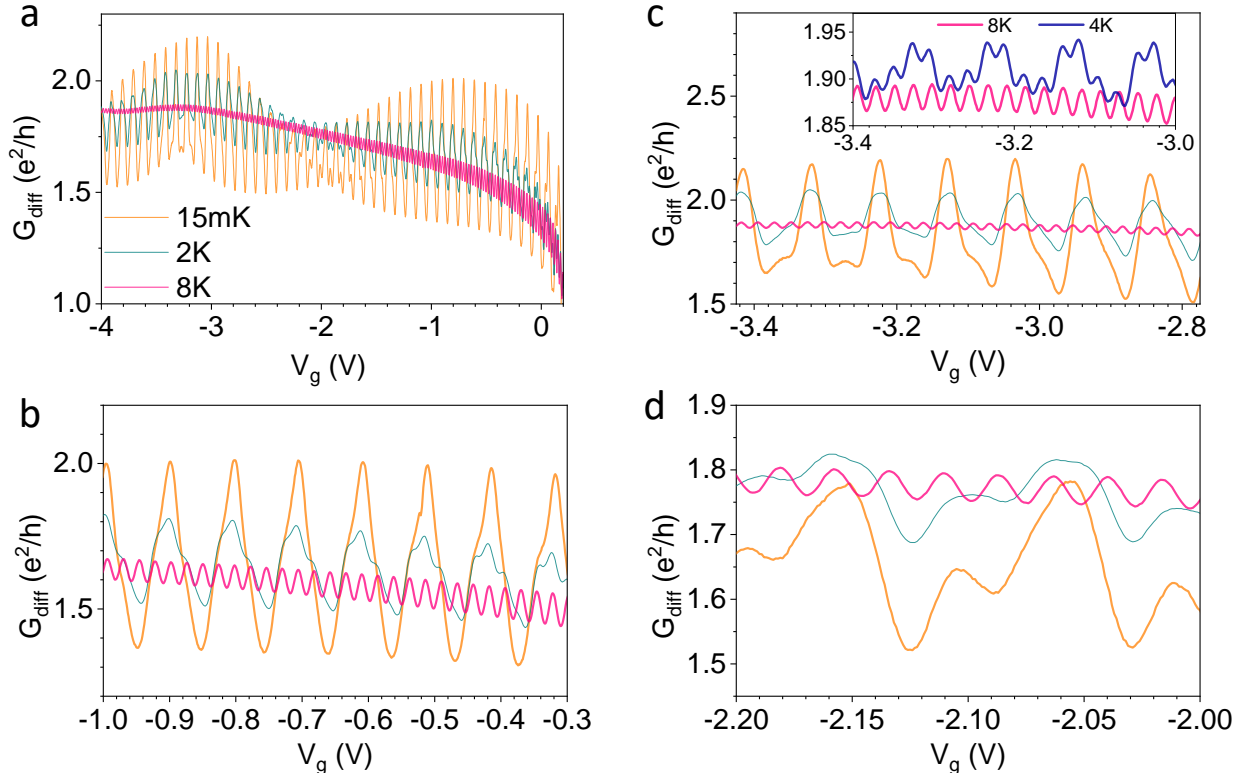 a
2.0
1.5
1.0
G_diff (e²/h)
15mK
2K
8K
-4 -3 -2 -1 0
V_g (V)
c
8K 4K
1.95
1.90
1.85
-3.4 -3.2 -3.0
2.5
2.0
1.5
G_diff (e²/h)
-3.4 -3.2 -3.0 -2.8
V_g (V)
b
2.0
1.5
G_diff (e²/h)
-1.0 -0.9 -0.8 -0.7 -0.6 -0.5 -0.4 -0.3
V_g (V)
d
1.9
1.8
1.7
1.6
1.5
G_diff (e²/h)
-2.20 -2.15 -2.10 -2.05 -2.00
V_g (V)